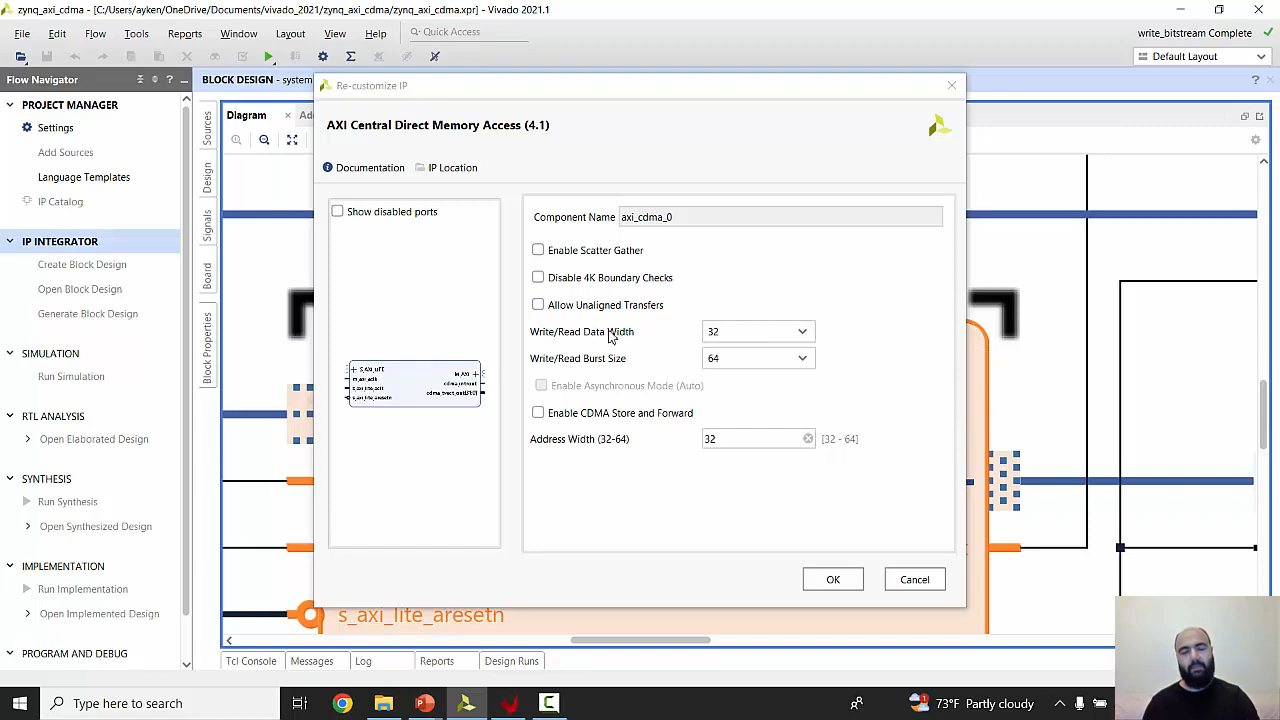 zynq_axi_cdma - [C:/Users/ayken/OneDrive/Documents/vivado_2021/zynq_axi_cdma/zynq_axi_cdma.xpr] - Vivado 2021.1
File Edit Flow Tools Reports Window Layout View Help Quick Access
write_bitstream Complete
Default Layout
Flow Navigator
BLOCK DESIGN - system
PROJECT MANAGER
Settings
Add Sources
Language Templates
IP Catalog
IP INTEGRATOR
Create Block Design
Open Block Design
Generate Block Design
SIMULATION
Run Simulation
RTL ANALYSIS
Open Elaborated Design
SYNTHESIS
Run Synthesis
Open Synthesized Design
IMPLEMENTATION
Run Implementation
Open Implemented Design
PROGRAM AND DEBUG
Sources
Design
Signals
Board
Block Properties
Diagram
Re-customize IP
AXI Central Direct Memory Access (4.1)
Documentation IP Location
Show disabled ports
m_axi_aclk
s_axi_lite_aclk
s_axi_lite_aresetn
cdma_introut
Component Name axi_cdma_0
Enable Scatter Gather
Disable 4K Boundary Checks
Allow Unaligned Transfers
Write/Read Data Width 32
Write/Read Burst Size 64
Enable Asynchronous Mode (Auto)
Enable CDMA Store and Forward
Address Width (32-64) 32 [32 - 64]
OK Cancel
s_axi_lite_aresetn
Tcl Console Messages Log Reports Design Runs
Type here to search
73°F Partly cloudy